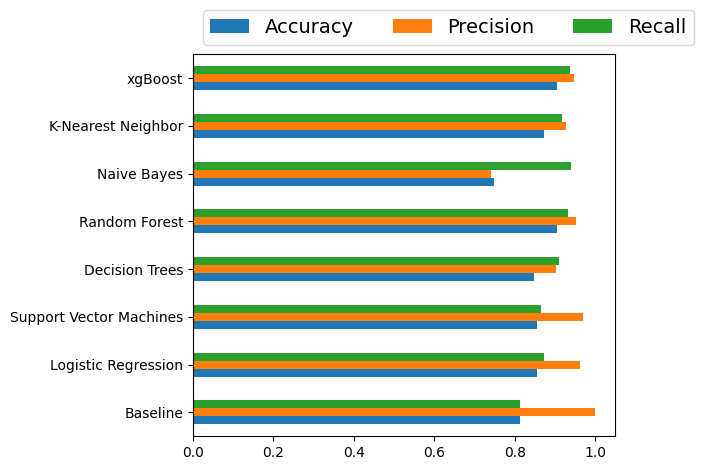 Accuracy Precision Recall
xgBoost
K-Nearest Neighbor
Naive Bayes
Random Forest
Decision Trees
Support Vector Machines
Logistic Regression
Baseline
0.0 0.2 0.4 0.6 0.8 1.0